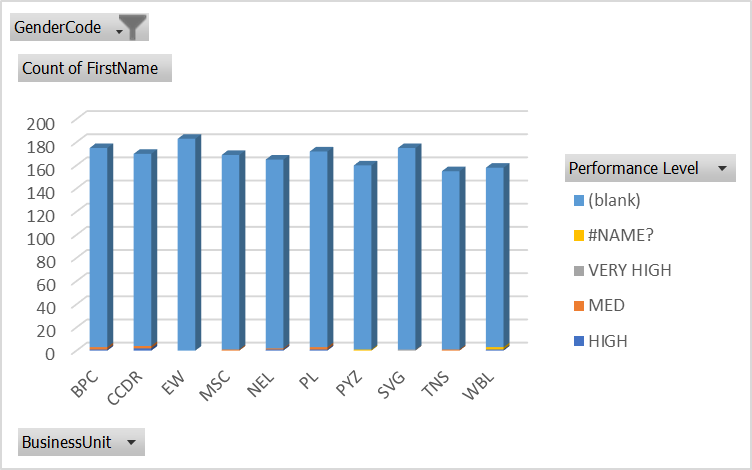 GenderCode
Count of FirstName
200
180
160
140
120
100
80
60
40
20
0
BPC
CCDR
EW
MSC
NEL
PL
PYZ
SVG
TNS
WBL
Performance Level
(blank)
#NAME?
VERY HIGH
MED
HIGH
BusinessUnit